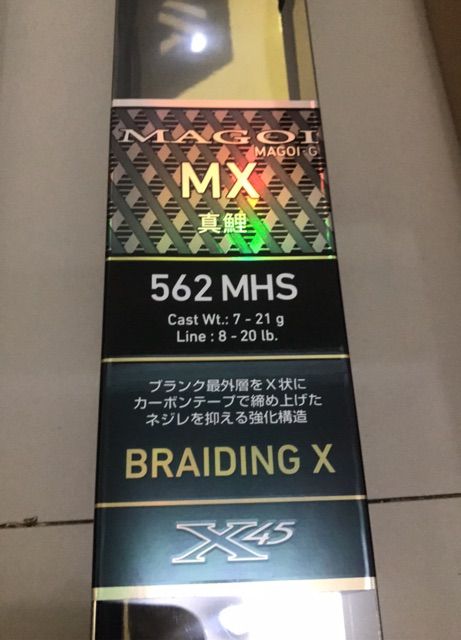 MAGOI
MAGOI-G
MX
真鯉
562 MHS
Cast Wt.: 7 - 21 g
Line : 8 - 20 lb.
ブランク最外層をX状に
カーボンテープで締め上げた
ネジレを抑える強化構造
BRAIDING X
X45